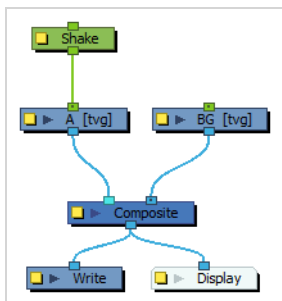 Shake
A [tvg]
BG [tvg]
Composite
Write
Display